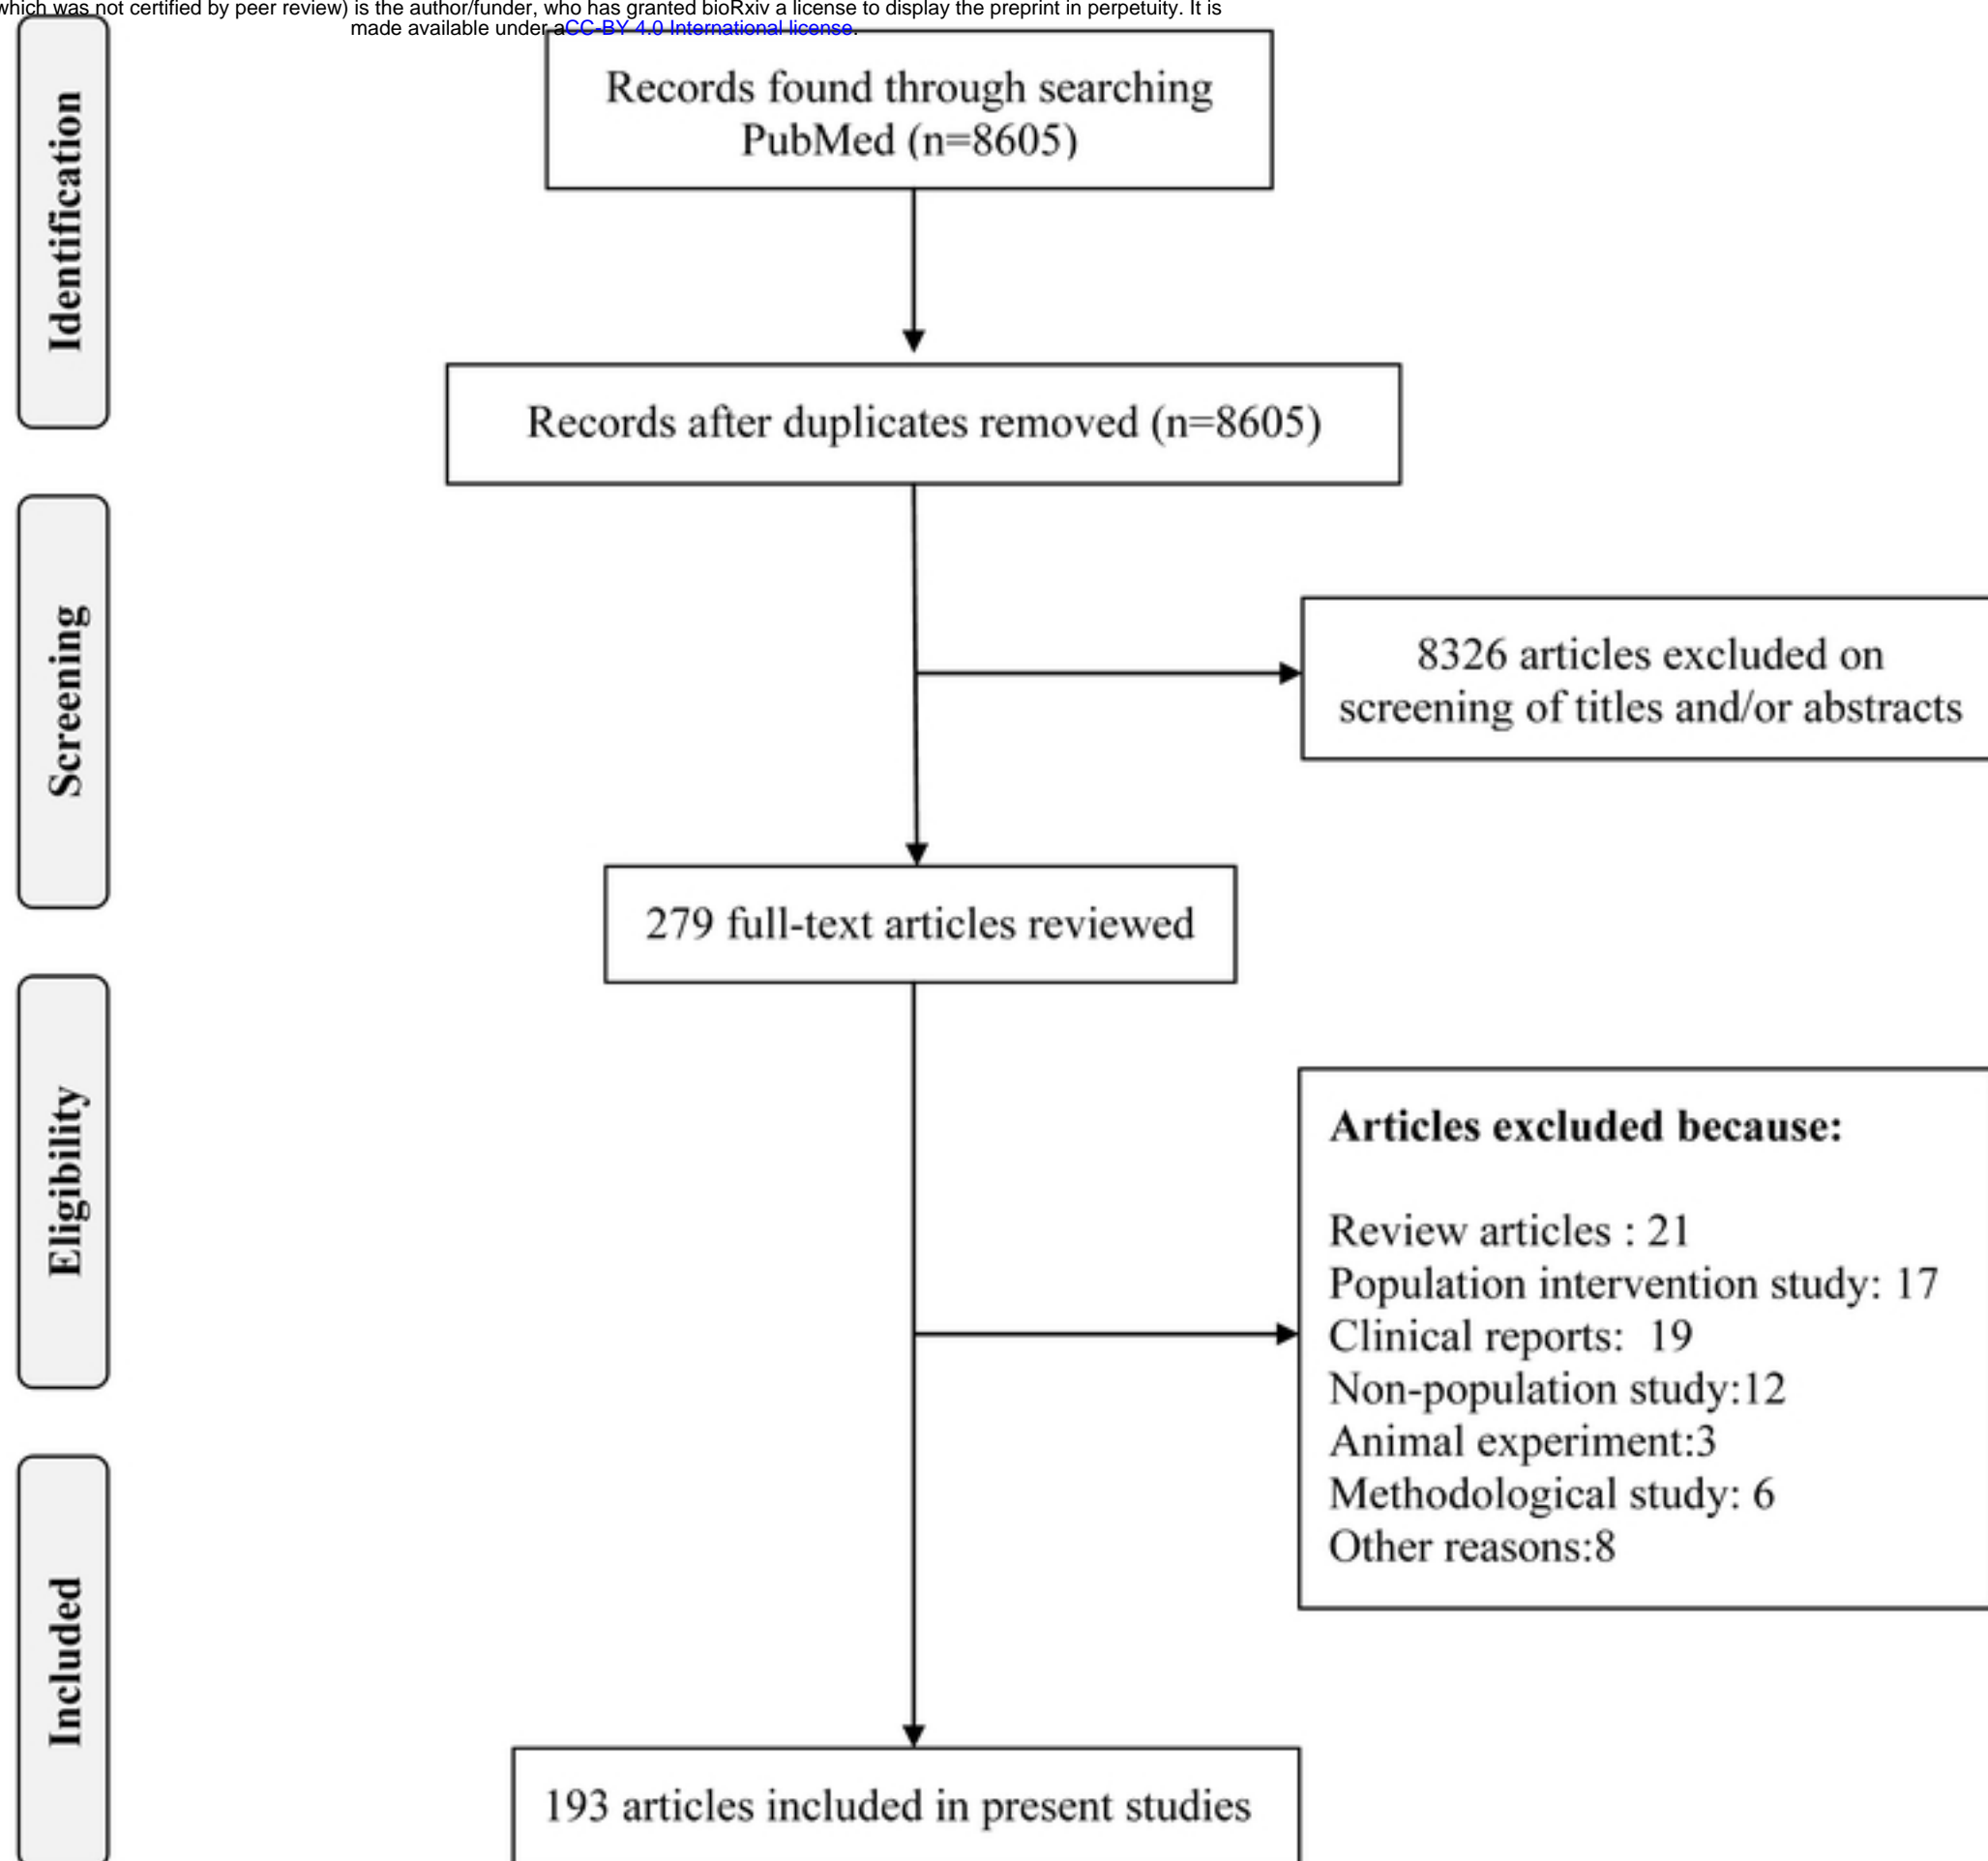 which was not certified by peer review) is the author/funder, who has granted bioRxiv a license to display the preprint in perpetuity. It is
made available under aCC-BY 4.0 International license.
Identification
Records found through searching
PubMed (n=8605)
Records after duplicates removed (n=8605)
Screening
8326 articles excluded on
screening of titles and/or abstracts
279 full-text articles reviewed
Eligibility
Articles excluded because:
Review articles : 21
Population intervention study: 17
Clinical reports:  19
Non-population study:12
Animal experiment:3
Methodological study: 6
Other reasons:8
Included
193 articles included in present studies